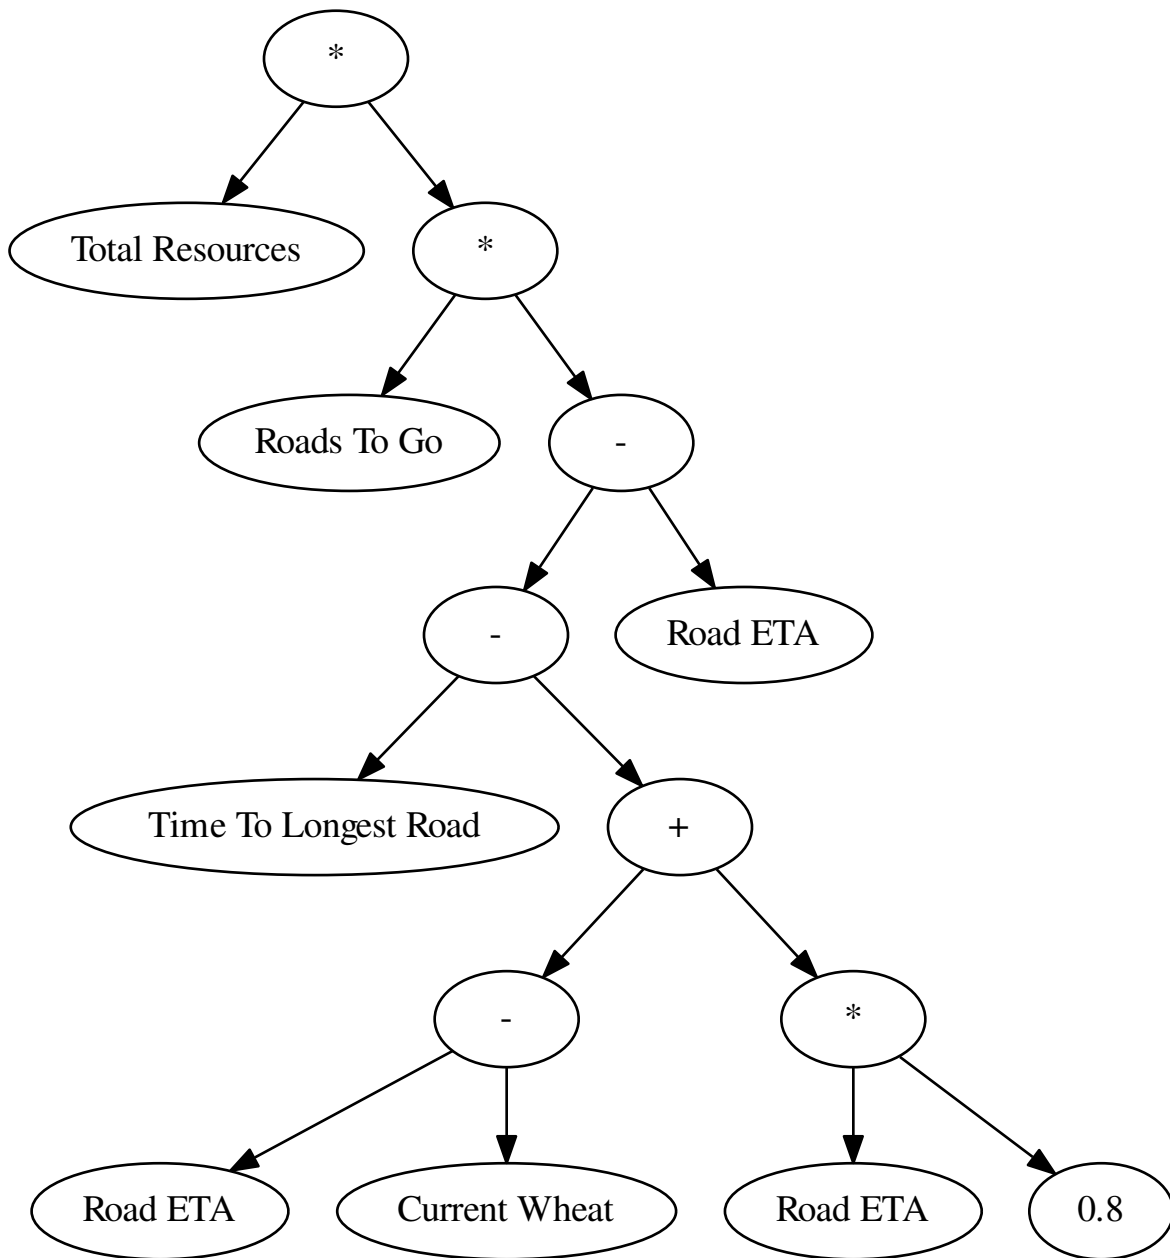 *
Total Resources
*
Roads To Go
-
-
Road ETA
Time To Longest Road
+
-
*
Road ETA
Current Wheat
Road ETA
0.8